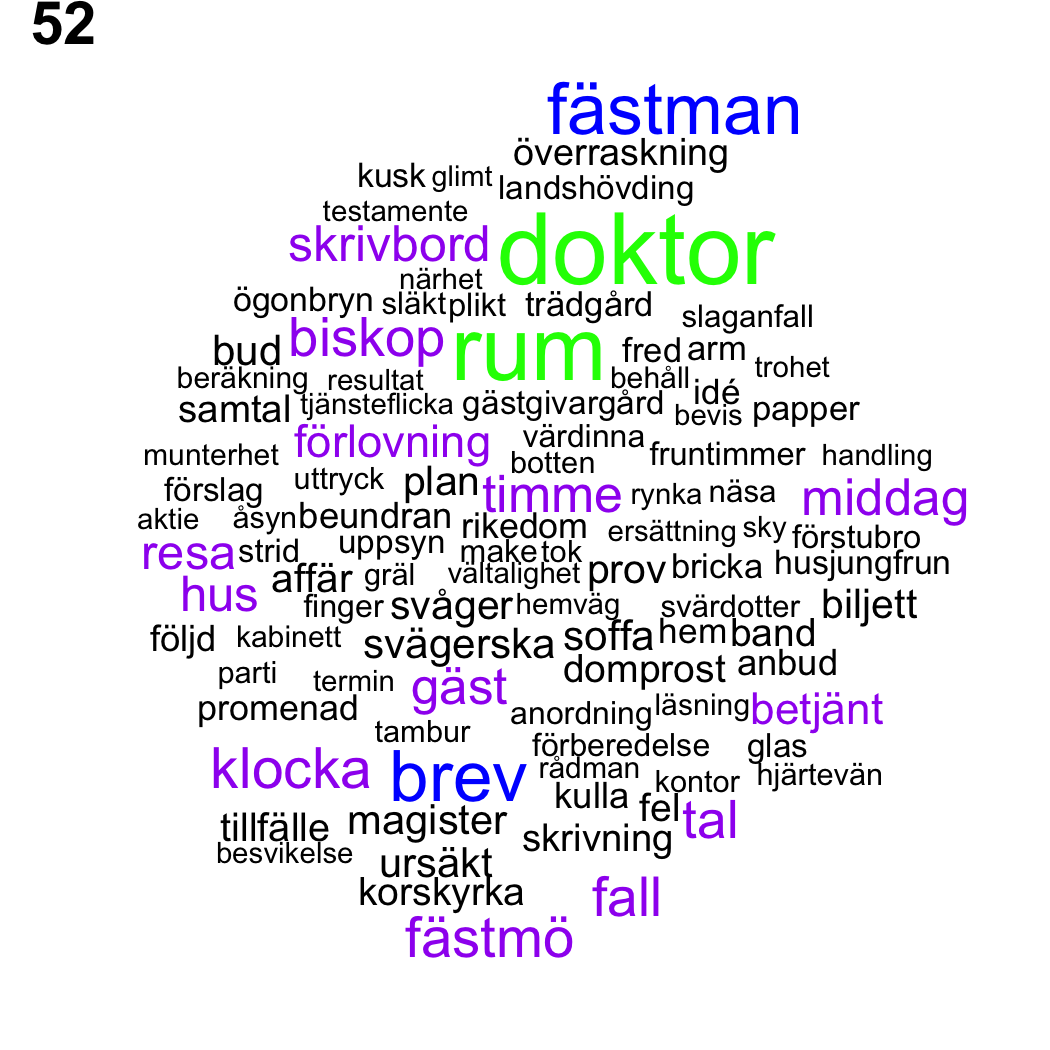 52
fästman
överraskning
kusk glimt landshövding
testamente
skrivbord doktor
närhet
ögonbryn släkt plikt trädgård
slaganfall
bud biskop rum fred arm
trohet
beräkning resultat behåll idé
samtal tjänsteflicka gästgivargård bevis papper
förlovning värdinna
munterhet botten fruntimmer handling
förslag uttryck plan timme rynka näsa middag
aktie åsyn beundran rikedom ersättning sky förstubro
resa strid uppsyn make tok
hus affär gräl vältalighet prov bricka husjungfrun
finger svåger hemväg svärdotter biljett
följd kabinett svägerska soffa hem band
parti termin gäst domprost anbud
promenad anordning läsning betjänt
tambur förberedelse glas
klocka brev rådman kontor hjärtevän
kulla fel tal
tillfälle magister skrivning
besvikelse ursäkt
korskyrka fall
fästmö